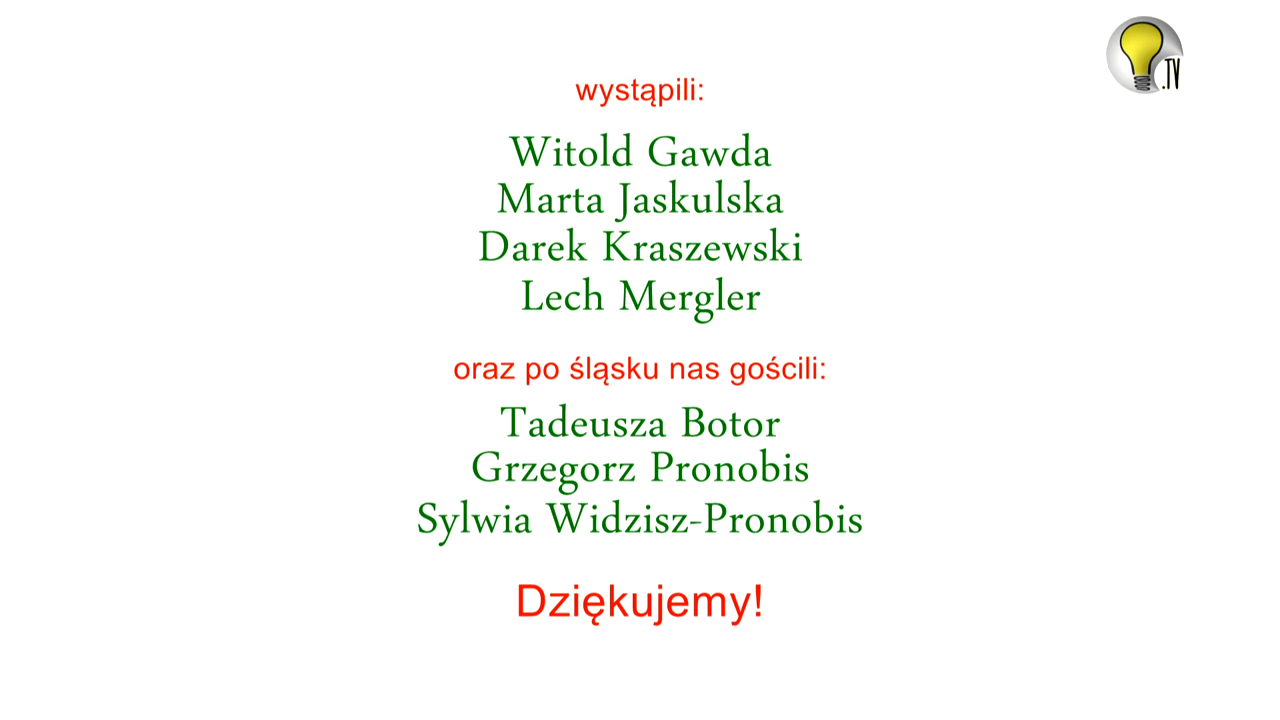 .TV
wystąpili:
Witold Gawda
Marta Jaskulska
Darek Kraszewski
Lech Mergler
oraz po śląsku nas gościli:
Tadeusza Botor
Grzegorz Pronobis
Sylwia Widzisz-Pronobis
Dziękujemy!